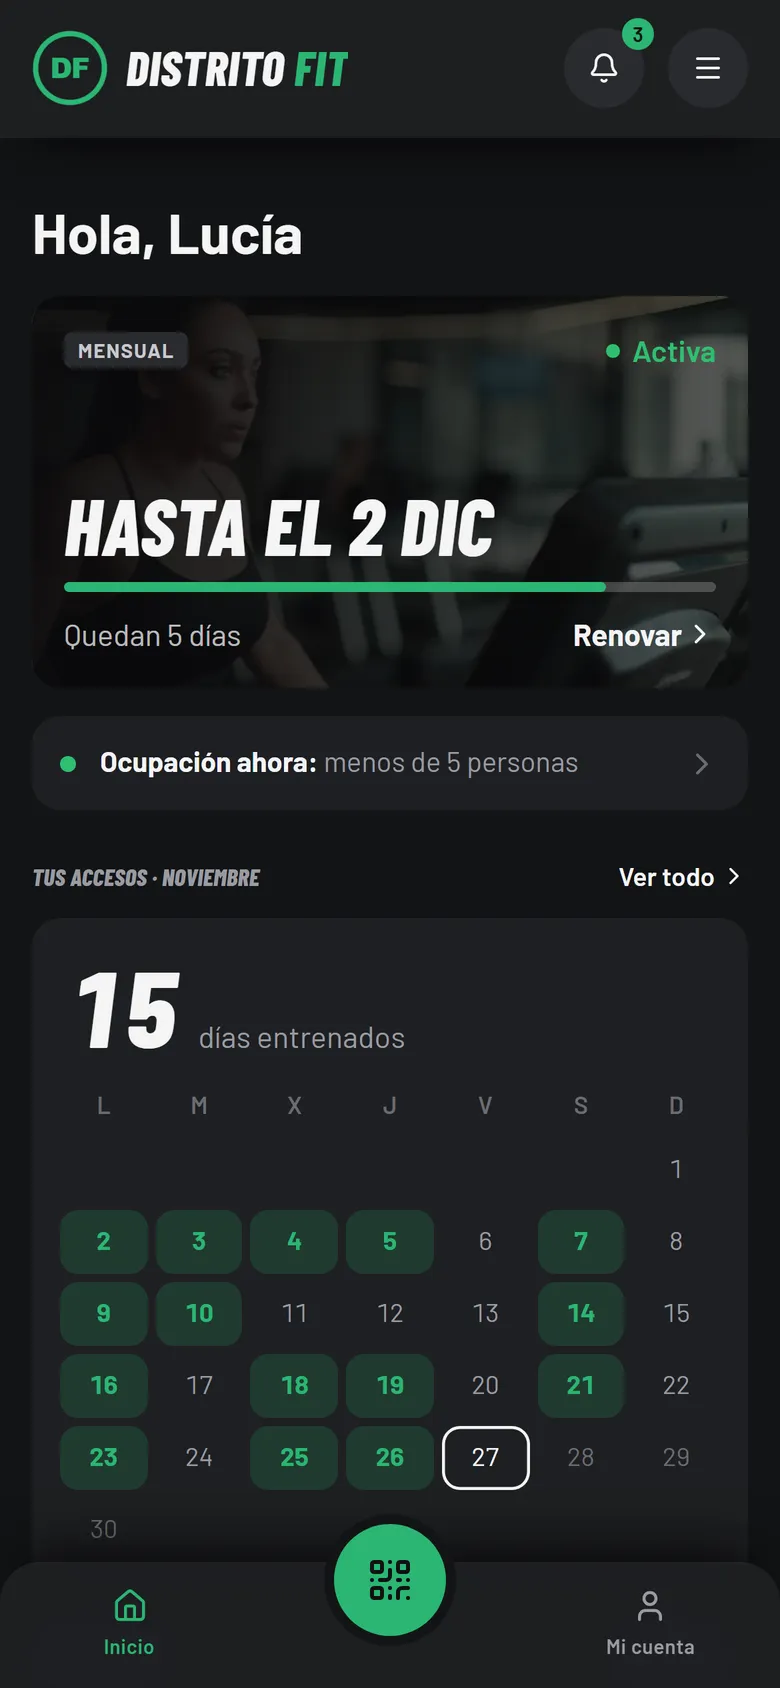 DF DISTRITO FIT 3
Hola, Lucía
MENSUAL Activa
HASTA EL 2 DIC
Quedan 5 días Renovar
Ocupación ahora: menos de 5 personas
TUS ACCESOS · NOVIEMBRE Ver todo
15 días entrenados
L M X J V S D
1
2 3 4 5 6 7 8
9 10 11 12 13 14 15
16 17 18 19 20 21 22
23 24 25 26 27 28 29
30
Inicio Mi cuenta